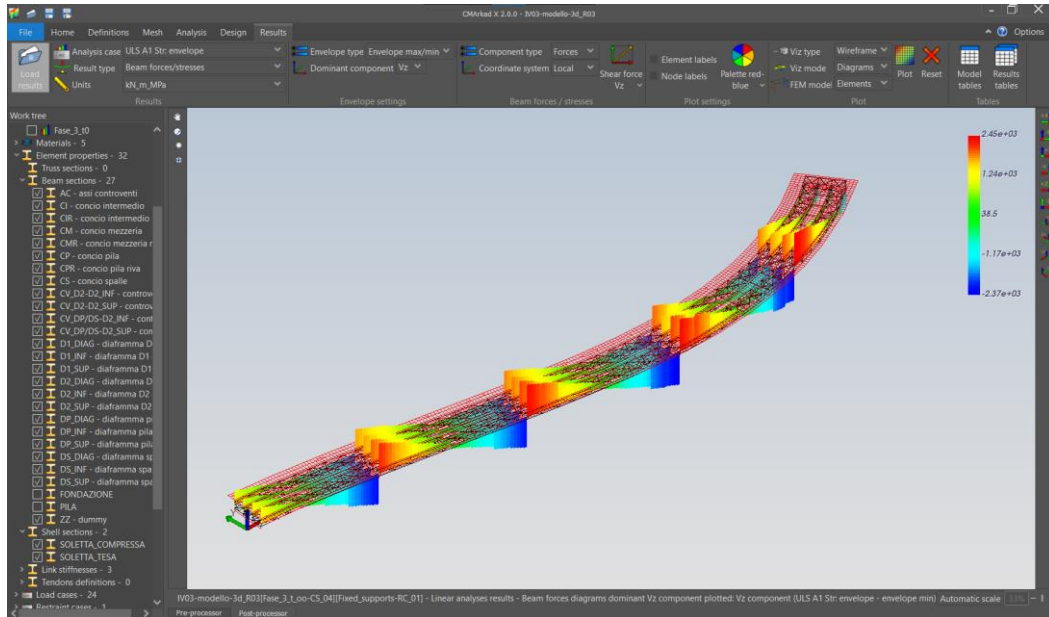 CMArkad X 2.0.0 - IV03-modello-3d_R03
File Home Definitions Mesh Analysis Design Results
Options
Load results
Analysis case ULS A1 Str: envelope
Result type Beam forces/stresses
Units kN_m_MPa
Results
Envelope type Envelope max/min
Dominant component Vz
Envelope settings
Component type Forces
Coordinate system Local
Shear force Vz
Beam forces / stresses
Element labels
Node labels
Palette red-blue
Plot settings
Viz type Wireframe
Viz mode Diagrams
FEM model Elements
Plot Reset
Plot
Model tables
Results tables
Tables
Work tree
Fase_3_t0
Materials - 5
Element properties - 32
Truss sections - 0
Beam sections - 27
AC - assi controventi
CI - concio intermedio
CIR - concio intermedio
CM - concio mezzeria
CMR - concio mezzeria r
CP - concio pila
CPR - concio pila riva
CS - concio spalle
CV_D2-D2_INF - controv
CV_D2-D2_SUP - controv
CV_DP/DS-D2_INF - cont
CV_DP/DS-D2_SUP - con
D1_DIAG - diaframma D
D1_INF - diaframma D1
D1_SUP - diaframma D1
D2_DIAG - diaframma D
D2_INF - diaframma D2
D2_SUP - diaframma D2
DP_DIAG - diaframma p
DP_INF - diaframma pila
DP_SUP - diaframma pila
DS_DIAG - diaframma sp
DS_INF - diaframma spa
DS_SUP - diaframma spa
FONDAZIONE
PILA
ZZ - dummy
Shell sections - 2
SOLETTA_COMPRESSA
SOLETTA_TESA
Link stiffnesses - 3
Tendons definitions - 0
Load cases - 24
Restraint cases - 1
2.45e+03
1.24e+03
38.5
-1.17e+03
-2.37e+03
IV03-modello-3d_R03[Fase_3_t_oo-CS_04][Fixed_supports-RC_01] - Linear analyses results - Beam forces diagrams dominant Vz component plotted: Vz component (ULS A1 Str: envelope - envelope min) Automatic scale 33%
Pre-processor Post-processor